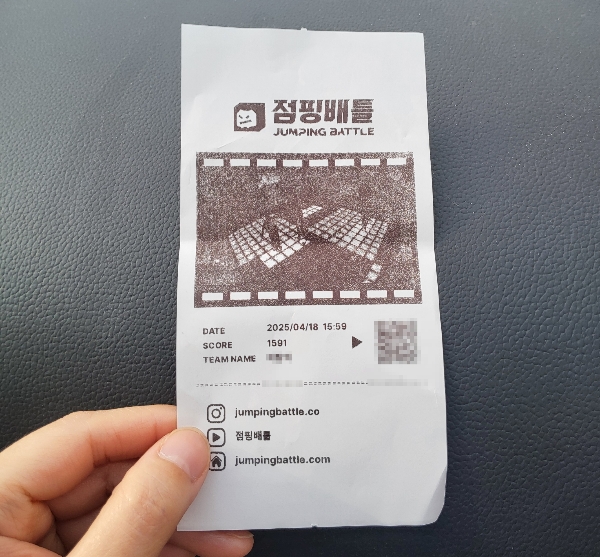 점핑배틀
JUMPING BATTLE
DATE 2025/04/18 15:59
SCORE 1591
TEAM NAME
jumpingbattle.co
점핑배틀
jumpingbattle.com